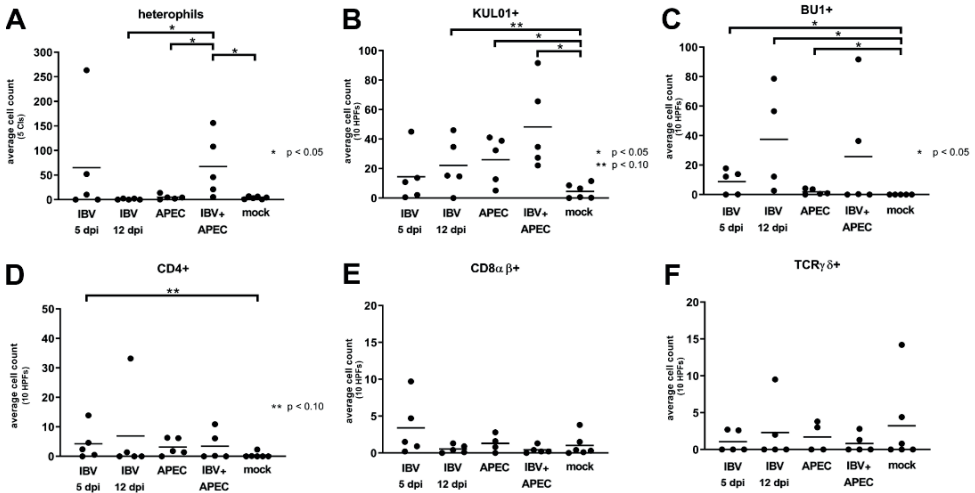 A
heterophils
*
*
*
300
250
200
150
100
50
0
average cell count
(5 CIs)
IBV
5 dpi
IBV
12 dpi
APEC
IBV+
APEC
mock
* p < 0.05
B
KUL01+
**
*
*
100
80
60
40
20
0
average cell count
(10 HPFs)
IBV
5 dpi
IBV
12 dpi
APEC
IBV+
APEC
mock
* p < 0.05
** p < 0.10
C
BU1+
*
*
*
100
80
60
40
20
0
average cell count
(10 HPFs)
IBV
5 dpi
IBV
12 dpi
APEC
IBV+
APEC
mock
* p < 0.05
D
CD4+
**
50
40
30
20
10
0
average cell count
(10 HPFs)
IBV
5 dpi
IBV
12 dpi
APEC
IBV+
APEC
mock
** p < 0.10
E
CD8α β+
20
15
10
5
0
average cell count
(10 HPFs)
IBV
5 dpi
IBV
12 dpi
APEC
IBV+
APEC
mock
F
TCRγ δ+
20
15
10
5
0
average cell count
(10 HPFs)
IBV
5 dpi
IBV
12 dpi
APEC
IBV+
APEC
mock